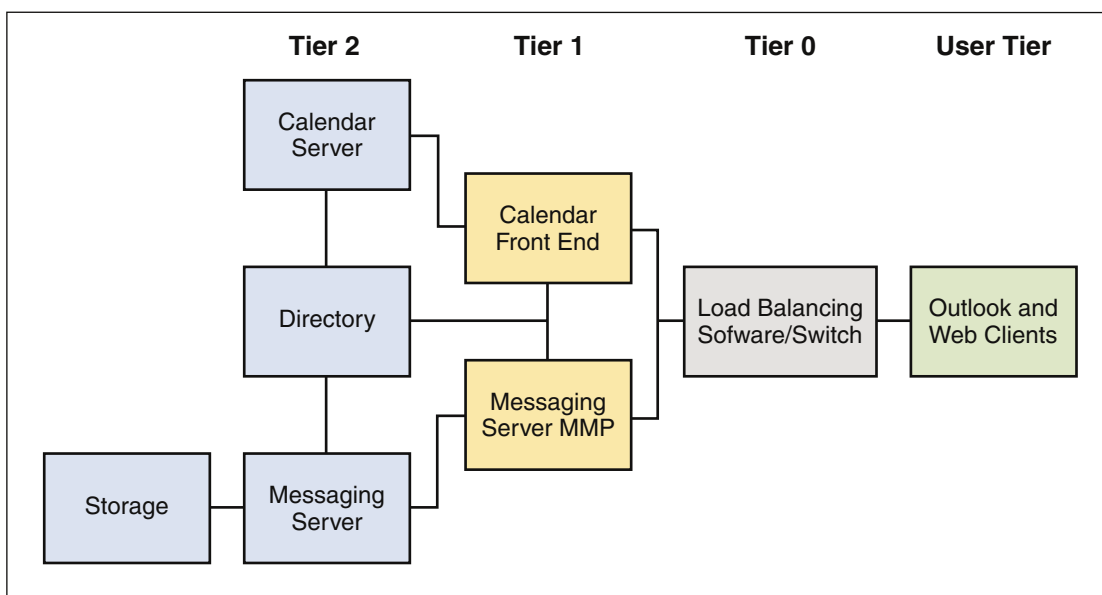 Tier 2
Tier 1
Tier 0
User Tier
Calendar
Server
Calendar
Front End
Directory
Load Balancing
Sofware/Switch
Outlook and
Web Clients
Messaging
Server MMP
Storage
Messaging
Server